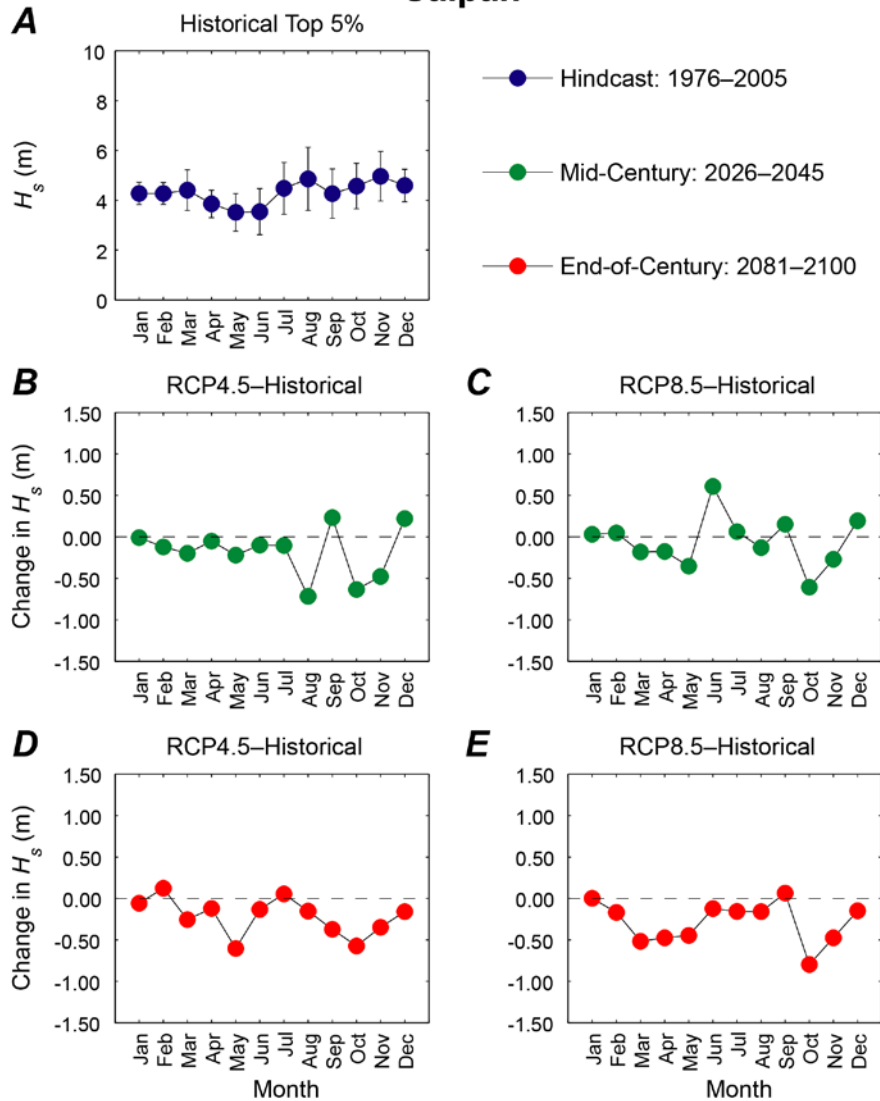 A
Historical Top 5%
10
8
6
4
2
0
Hs (m)
Jan Feb Mar Apr May Jun Jul Aug Sep Oct Nov Dec
Hindcast: 1976–2005
Mid-Century: 2026–2045
End-of-Century: 2081–2100
B
RCP4.5–Historical
1.50
1.00
0.50
0.00
-0.50
-1.00
-1.50
Change in Hs (m)
Jan Feb Mar Apr May Jun Jul Aug Sep Oct Nov Dec
C
RCP8.5–Historical
1.50
1.00
0.50
0.00
-0.50
-1.00
-1.50
Jan Feb Mar Apr May Jun Jul Aug Sep Oct Nov Dec
D
RCP4.5–Historical
1.50
1.00
0.50
0.00
-0.50
-1.00
-1.50
Change in Hs (m)
Jan Feb Mar Apr May Jun Jul Aug Sep Oct Nov Dec
Month
E
RCP8.5–Historical
1.50
1.00
0.50
0.00
-0.50
-1.00
-1.50
Jan Feb Mar Apr May Jun Jul Aug Sep Oct Nov Dec
Month